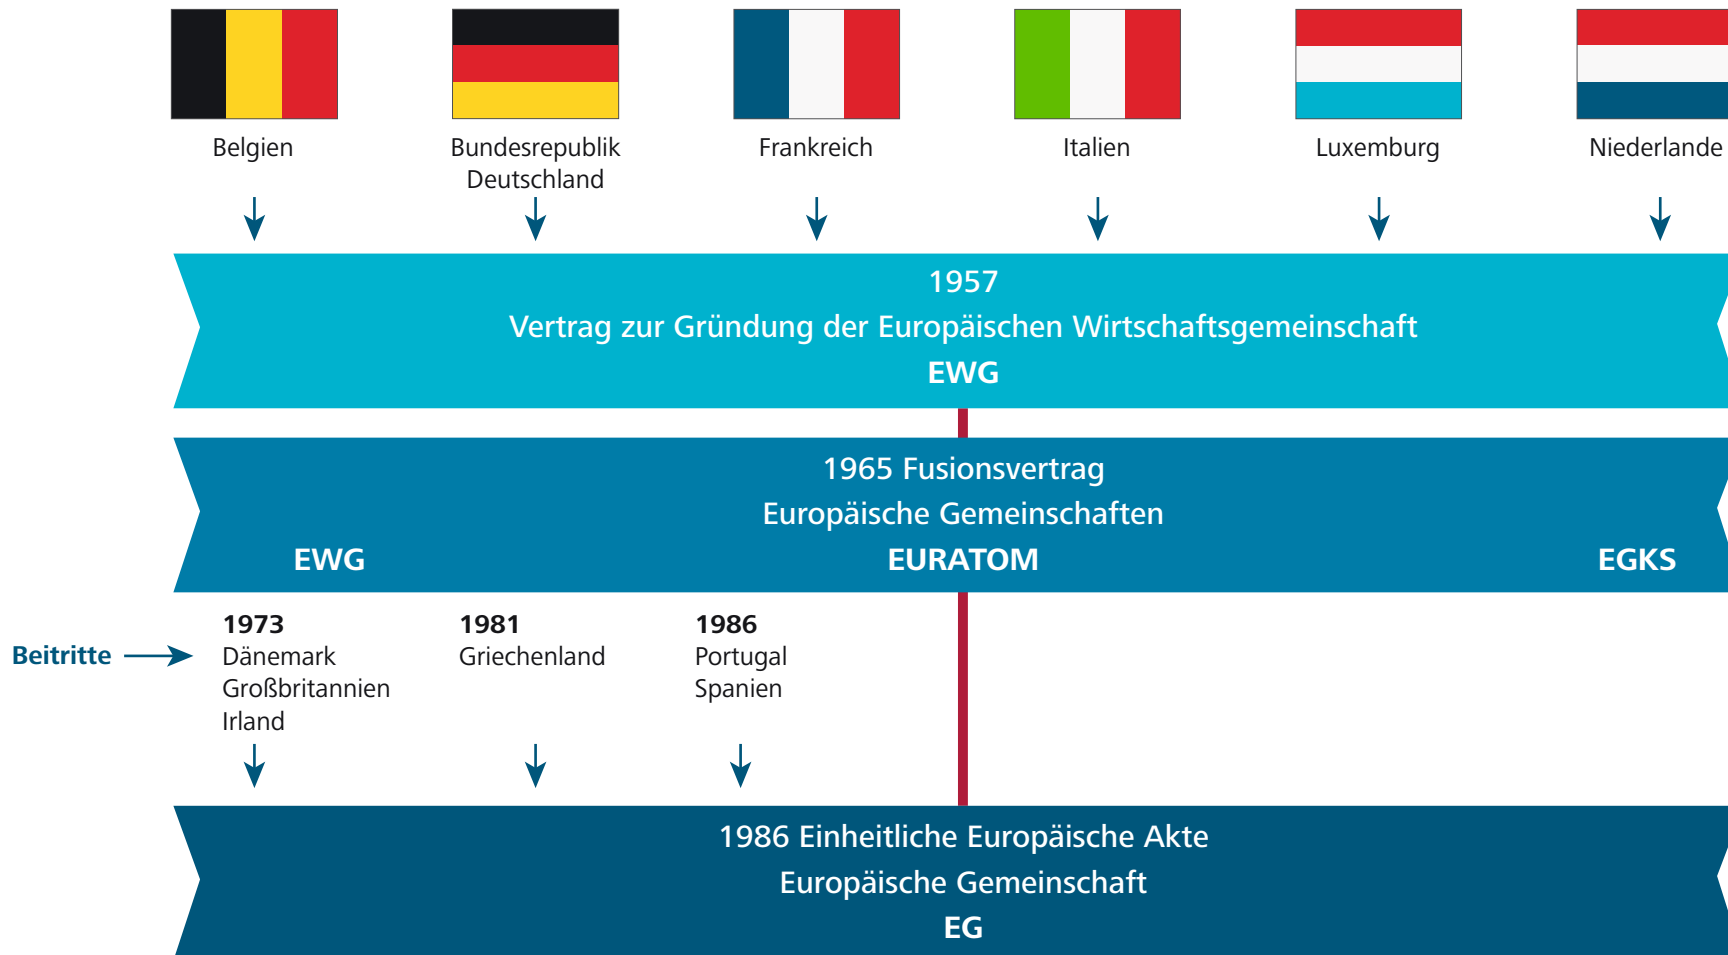 Belgien
Bundesrepublik
Deutschland
Frankreich
Italien
Luxemburg
Niederlande
1957
Vertrag zur Gründung der Europäischen Wirtschaftsgemeinschaft
EWG
1965 Fusionsvertrag
Europäische Gemeinschaften
EWG
EURATOM
EGKS
Beitritte
1973
Dänemark
Großbritannien
Irland
1981
Griechenland
1986
Portugal
Spanien
1986 Einheitliche Europäische Akte
Europäische Gemeinschaft
EG